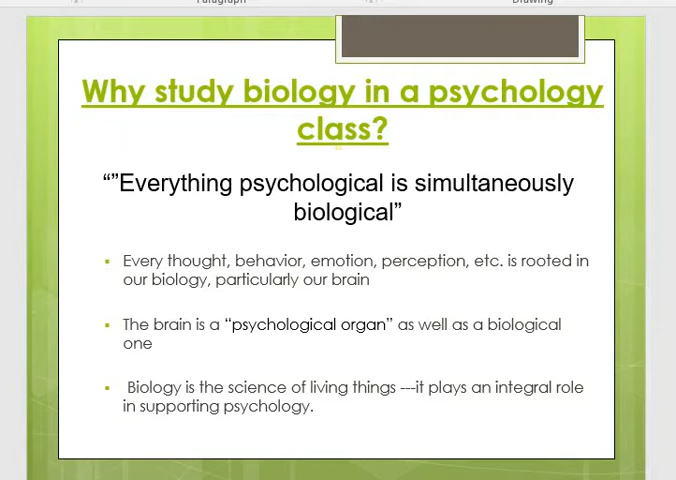 Paragraph
Drawing
Why study biology in a psychology
class?
“”Everything psychological is simultaneously
biological”
▪ Every thought, behavior, emotion, perception, etc. is rooted in
our biology, particularly our brain
▪ The brain is a “psychological organ” as well as a biological
one
▪ Biology is the science of living things ---it plays an integral role
in supporting psychology.